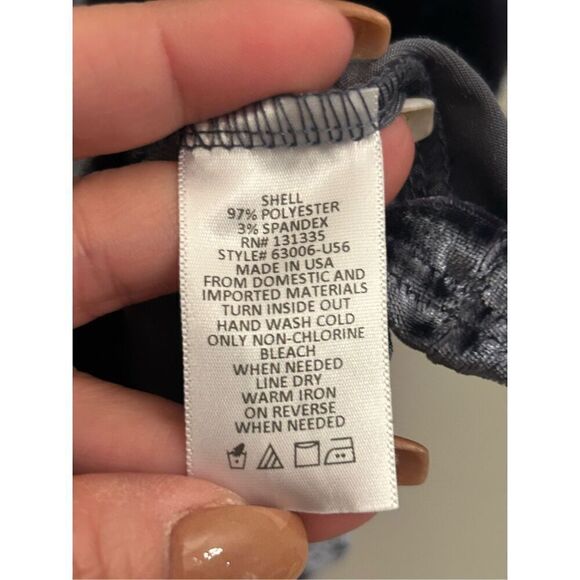 SHELL
97% POLYESTER
3% SPANDEX
RN# 131335
STYLE# 63006-U56
MADE IN USA
FROM DOMESTIC AND
IMPORTED MATERIALS
TURN INSIDE OUT
HAND WASH COLD
ONLY NON-CHLORINE
BLEACH
WHEN NEEDED
LINE DRY
WARM IRON
ON REVERSE
WHEN NEEDED